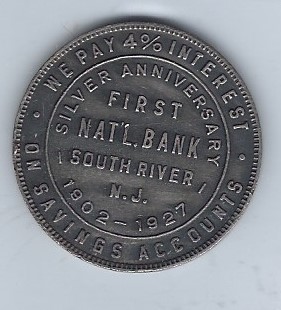 · WE PAY 4% INTEREST ·
ON SAVINGS ACCOUNTS
SILVER ANNIVERSARY
FIRST
NAT'L. BANK
SOUTH RIVER
N.J.
1902-1927